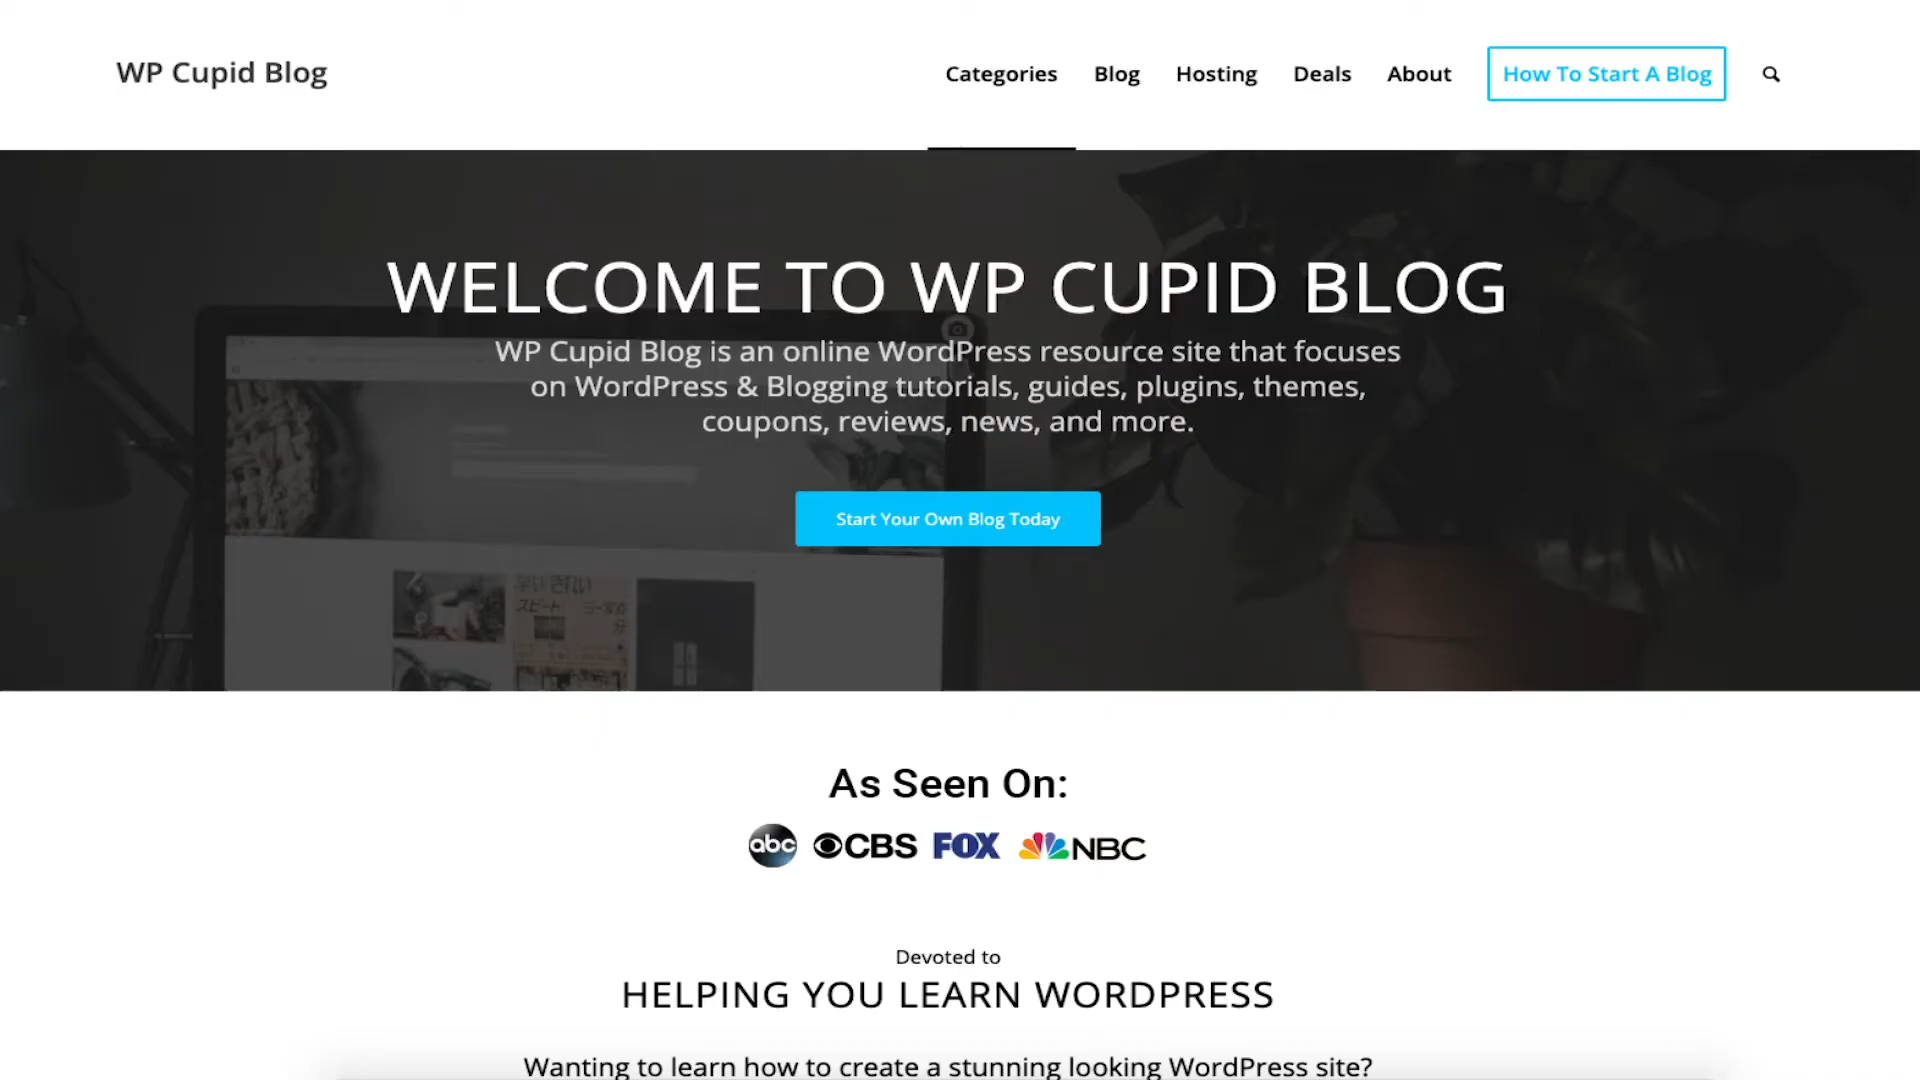 WP Cupid Blog
Categories Blog Hosting Deals About How To Start A Blog
WELCOME TO WP CUPID BLOG
WP Cupid Blog is an online WordPress resource site that focuses
on WordPress & Blogging tutorials, guides, plugins, themes,
coupons, reviews, news, and more.
Start Your Own Blog Today
As Seen On:
abc CBS FOX NBC
Devoted to
HELPING YOU LEARN WORDPRESS
Wanting to learn how to create a stunning looking WordPress site?